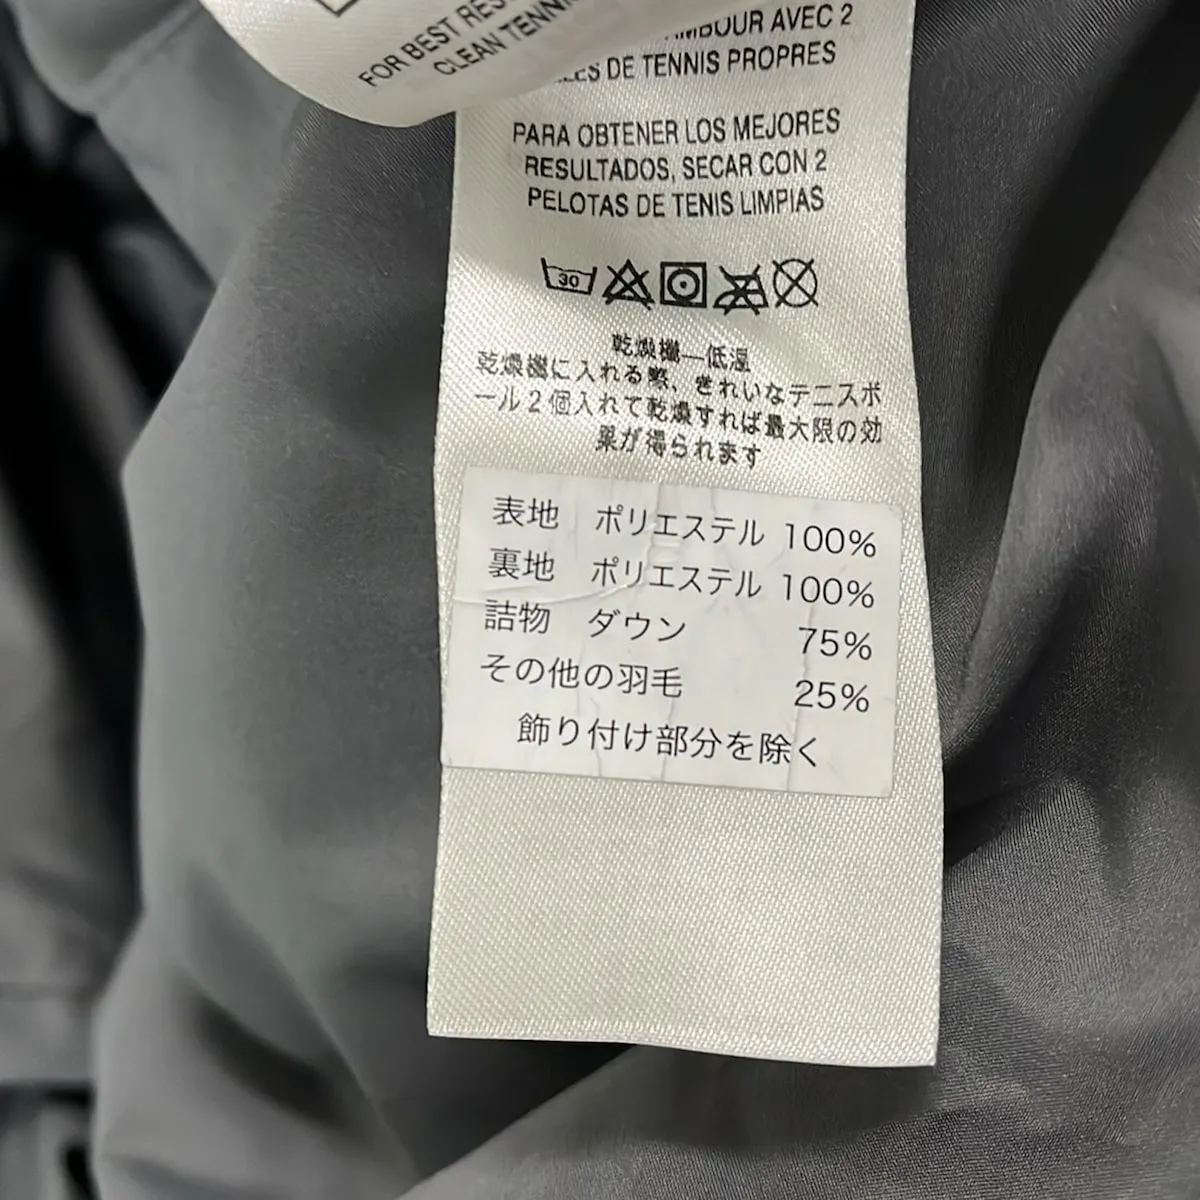 FOR BEST RES
CLEAN TENNIS
TAMBOUR AVEC 2
LES DE TENNIS PROPRES
PARA OBTENER LOS MEJORES
RESULTADOS, SECAR CON 2
PELOTAS DE TENIS LIMPIAS
30
乾燥機―低温
乾燥機に入れる際、きれいなテニスボ
ール2個入れて乾燥すれば最大限の効
果が得られます
表地 ポリエステル 100%
裏地 ポリエステル 100%
詰物 ダウン 75%
その他の羽毛 25%
飾り付け部分を除く